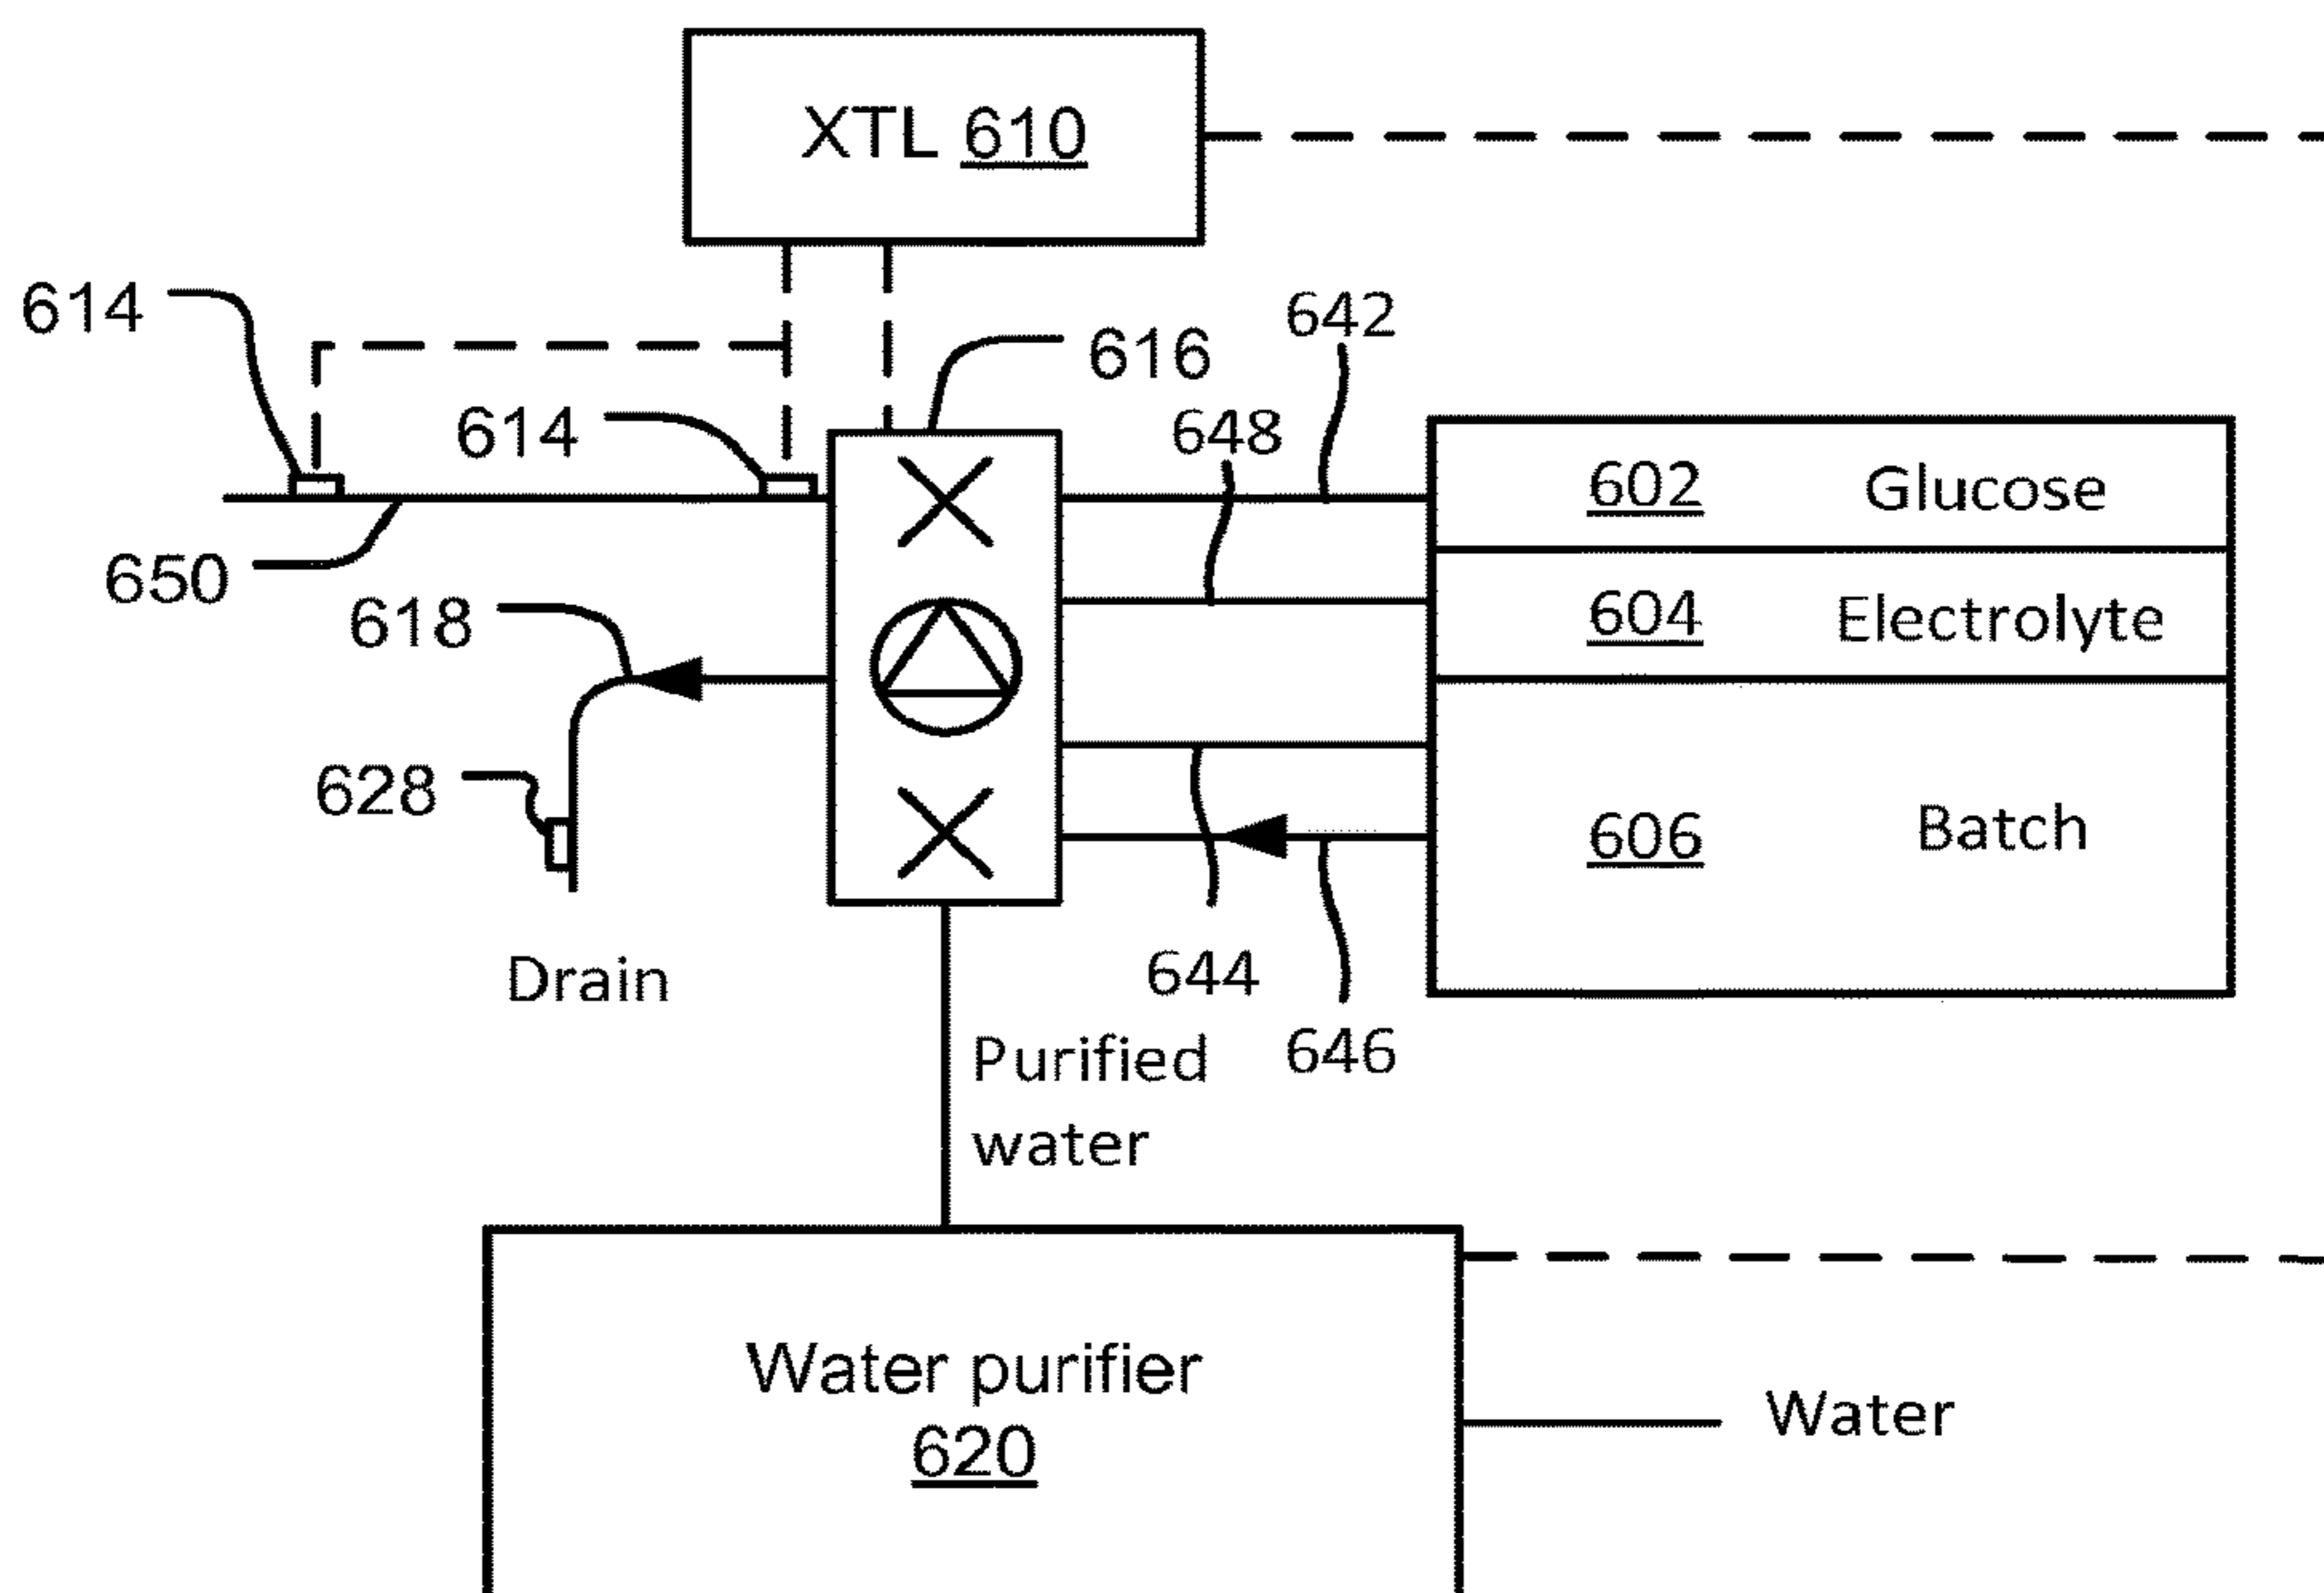 XTL 610
614
616
642
614
648
602 Glucose
650
618
604 Electrolyte
628
606 Batch
Drain
644
646
Purified
water
Water purifier
620
Water